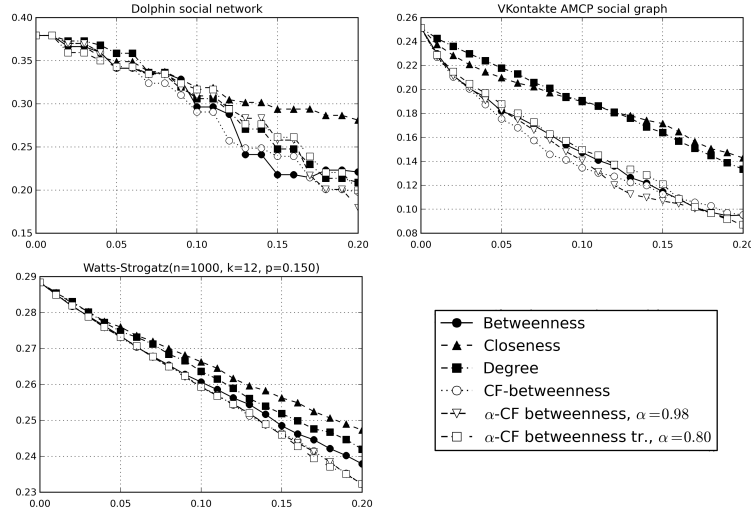 Dolphin social network
0.40
0.35
0.30
0.25
0.20
0.15
0.00 0.05 0.10 0.15 0.20
VKontakte AMCP social graph
0.26
0.24
0.22
0.20
0.18
0.16
0.14
0.12
0.10
0.08
0.00 0.05 0.10 0.15 0.20
Watts-Strogatz(n=1000, k=12, p=0.150)
0.29
0.28
0.27
0.26
0.25
0.24
0.23
0.00 0.05 0.10 0.15 0.20
Betweenness
Closeness
Degree
CF-betweenness
α-CF betweenness, α=0.98
α-CF betweenness tr., α=0.80